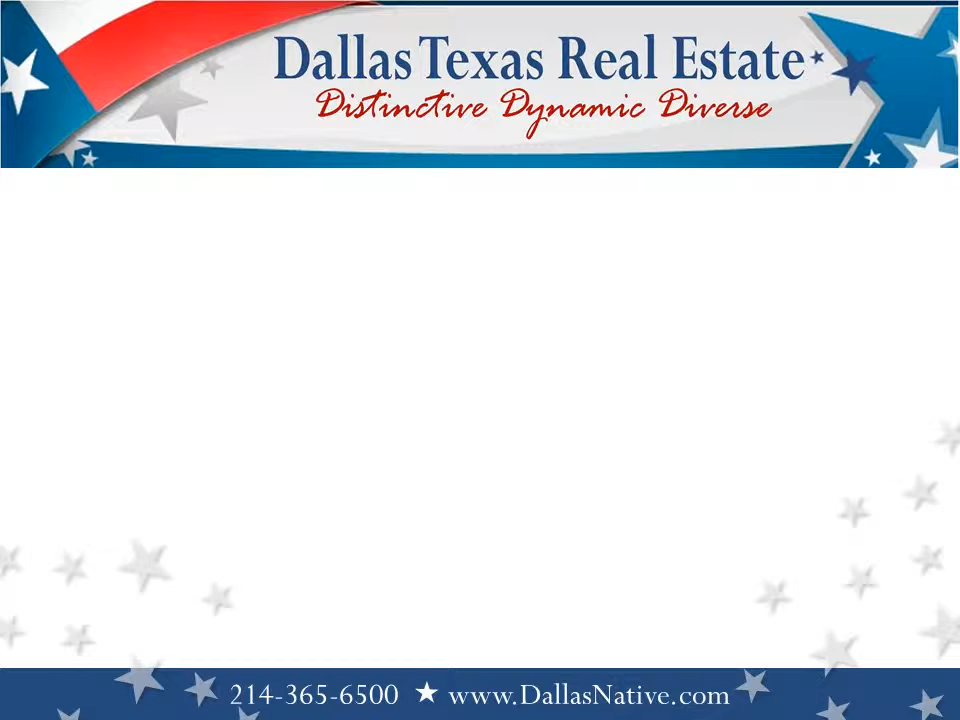 Dallas Texas Real Estate
Distinctive Dynamic Diverse
214-365-6500 ★ www.DallasNative.com